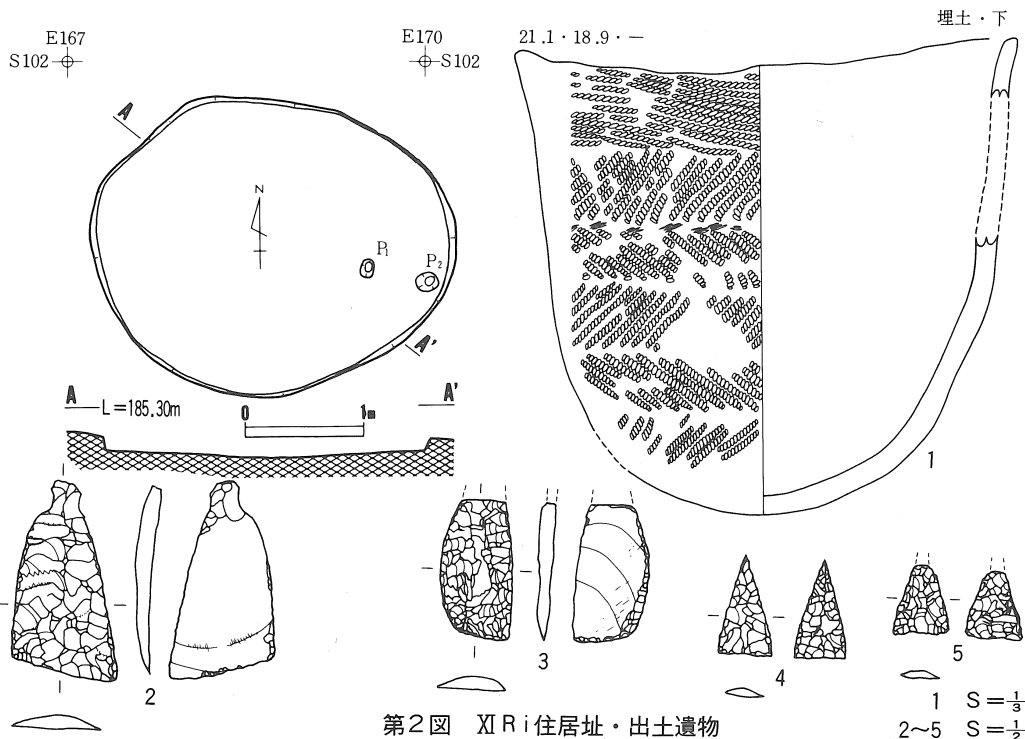 E167
S102
E170
S102
21.1・18.9・—
埋土・下
A
N
P1
P2
A'
A
L=185.30m
A'
0
1m
1
2
3
4
5
1 S=1/3
2~5 S=1/2
第2図 XIRi住居址・出土遺物